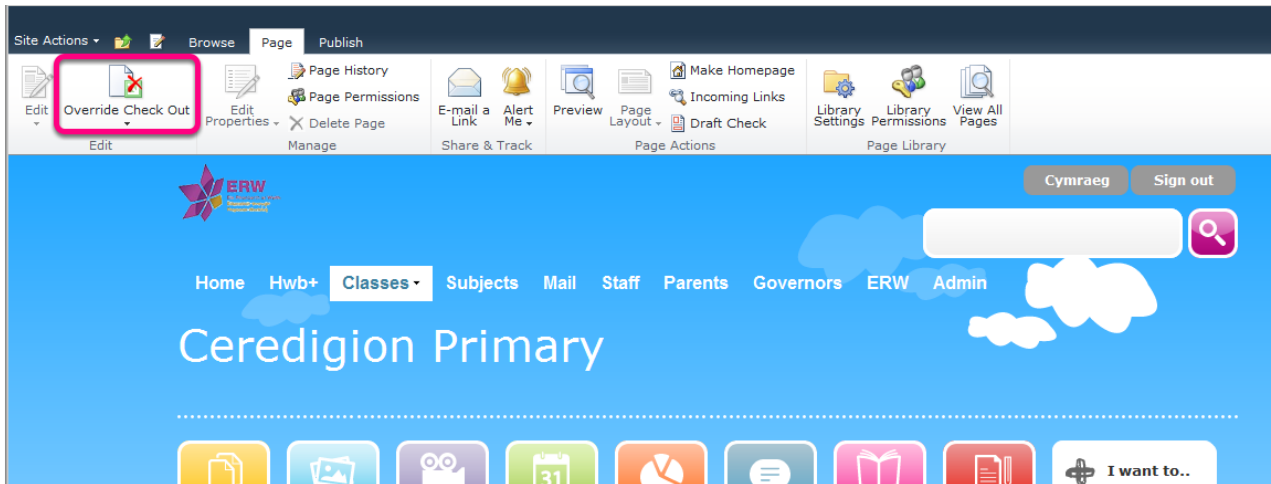 Site Actions Browse Page Publish
Edit
Override Check Out
Edit
Edit Properties
Page History
Page Permissions
Delete Page
Manage
E-mail a Link
Alert Me
Share & Track
Preview
Page Layout
Make Homepage
Incoming Links
Draft Check
Page Actions
Library Settings
Library Permissions
View All Pages
Page Library
ERW
Cymraeg Sign out
Home Hwb+ Classes Subjects Mail Staff Parents Governors ERW Admin
Ceredigion Primary
31
I want to..